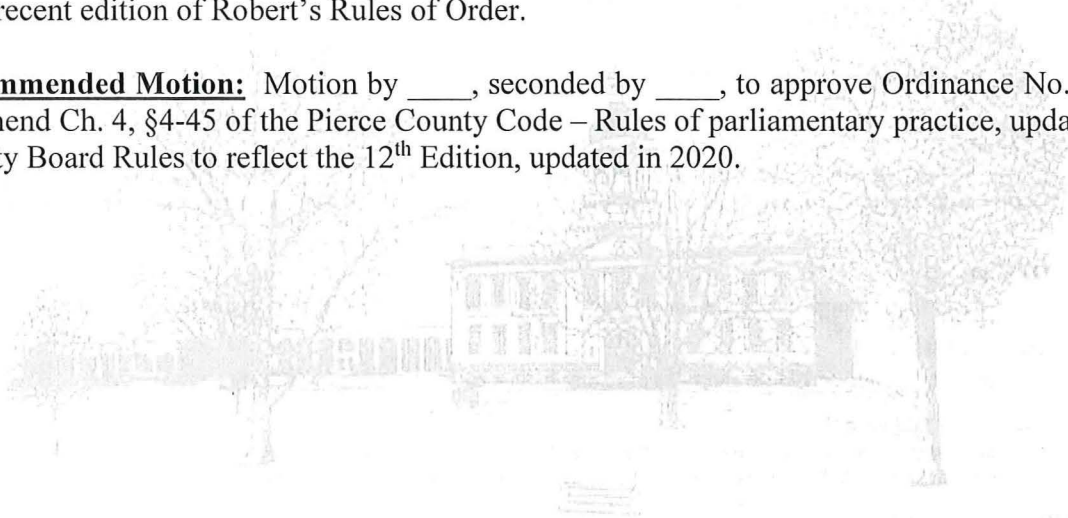 recent edition of Robert’s Rules of Order.
mmended Motion: Motion by ____, seconded by ____, to approve Ordinance No.
end Ch. 4, §4-45 of the Pierce County Code – Rules of parliamentary practice, upda
y Board Rules to reflect the 12th Edition, updated in 2020.